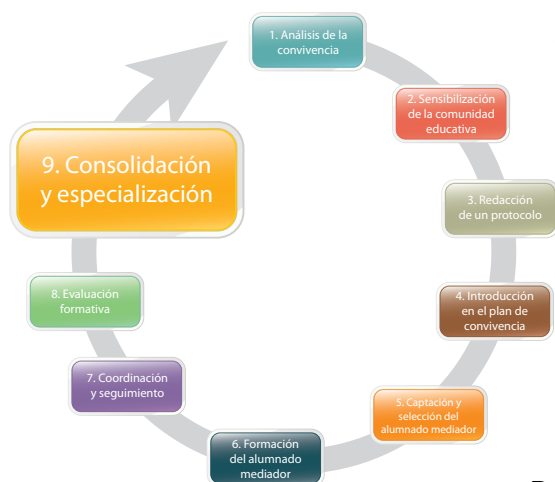 1. Análisis de la
convivencia
2. Sensibilización
de la comunidad
educativa
3. Redacción
de un protocolo
4. Introducción
en el plan de
convivencia
5. Captación y
selección del
alumnado mediador
6. Formación
del alumnado
mediador
7. Coordinación
y seguimiento
8. Evaluación
formativa
9. Consolidación
y especialización